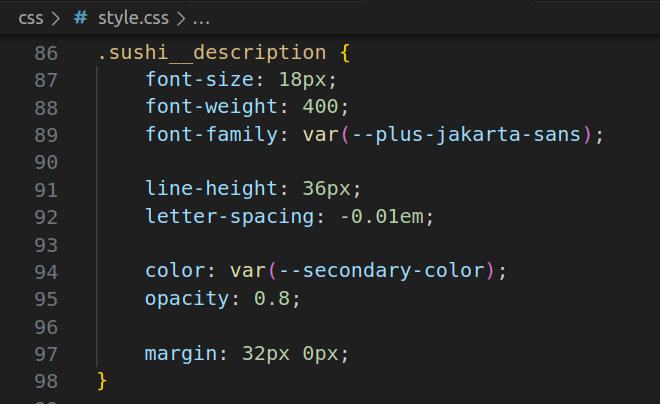 css > # style.css > ...
86 .sushi__description {
87 font-size: 18px;
88 font-weight: 400;
89 font-family: var(--plus-jakarta-sans);
90
91 line-height: 36px;
92 letter-spacing: -0.01em;
93
94 color: var(--secondary-color);
95 opacity: 0.8;
96
97 margin: 32px 0px;
98 }